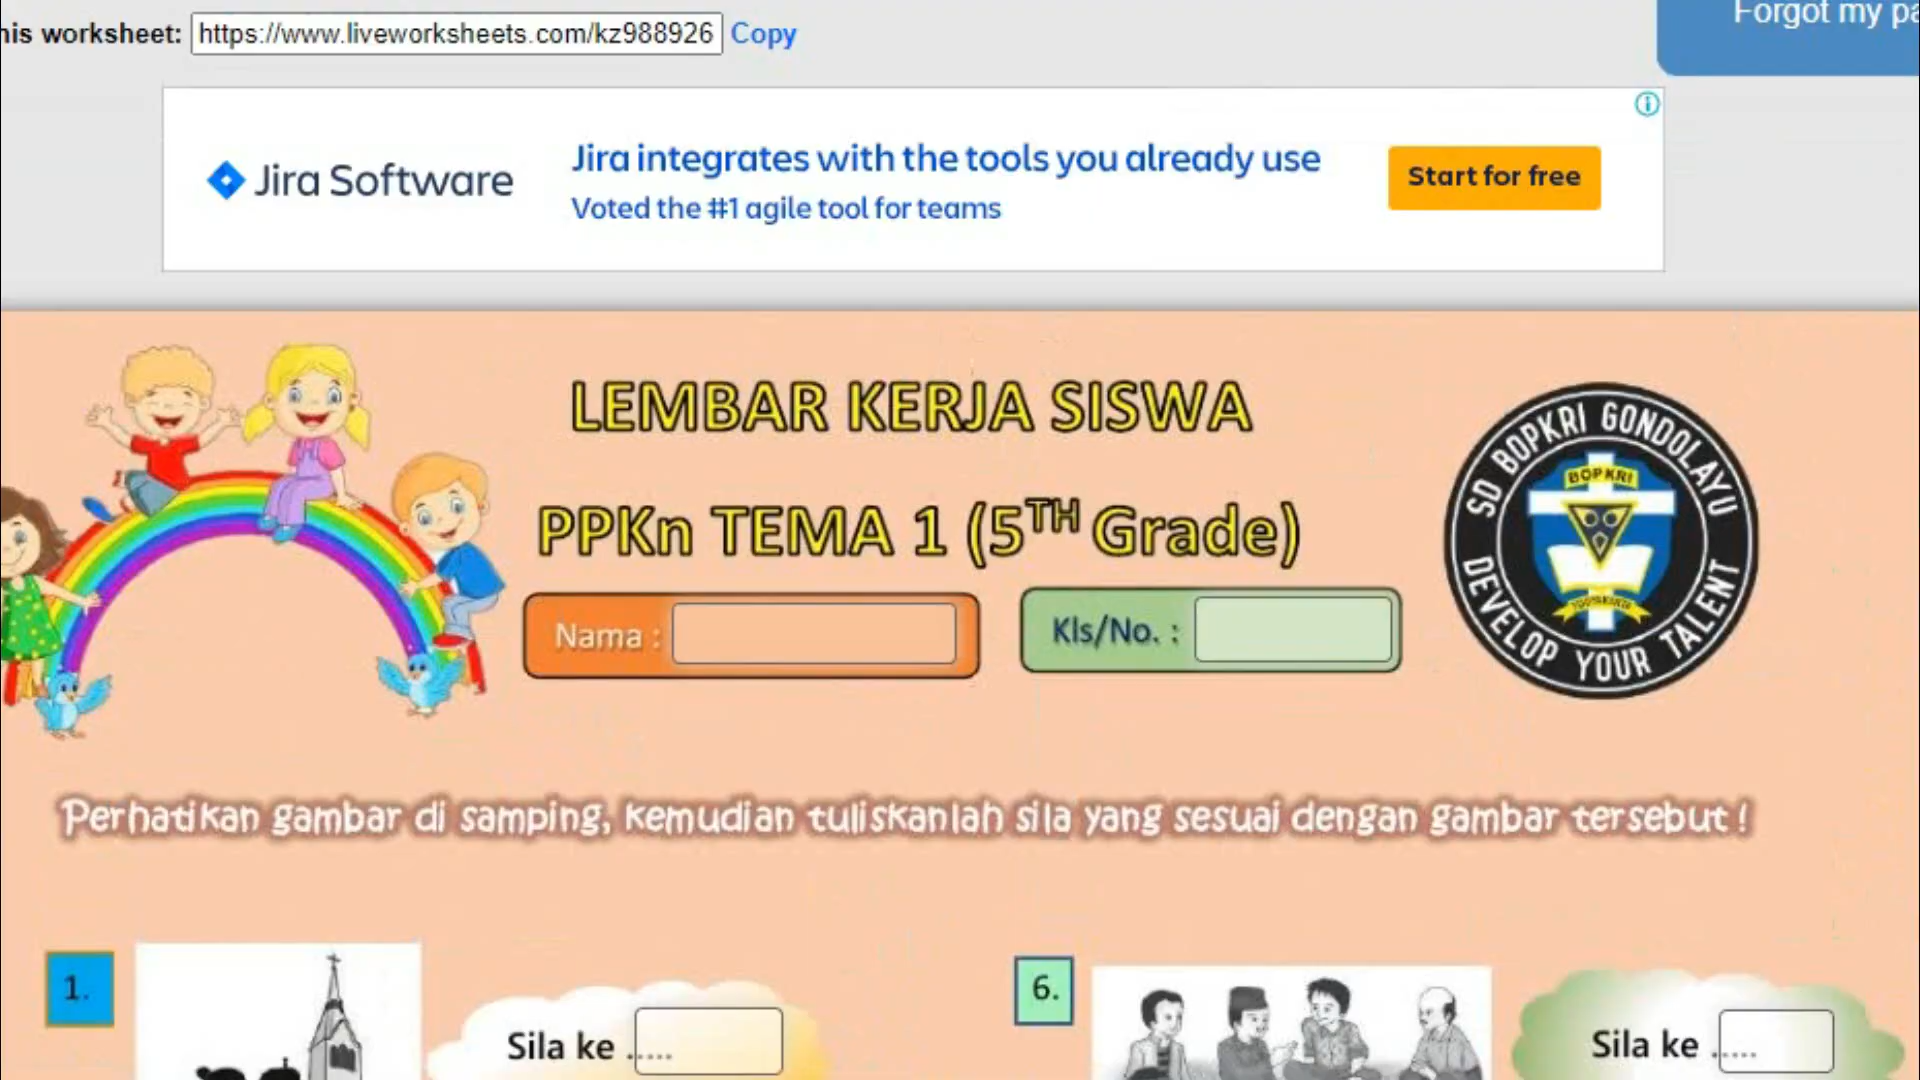 his worksheet: https://www.liveworksheets.com/kz988926 Copy
Forgot my pa
Jira Software
Jira integrates with the tools you already use
Voted the #1 agile tool for teams
Start for free
LEMBAR KERJA SISWA
PPKn TEMA 1 (5TH Grade)
Nama :
Kls/No. :
SD BOPKRI GONDOLAYU
BOPKRI
YOGYAKARTA
DEVELOP YOUR TALENT
Perhatikan gambar di samping, kemudian tuliskanlah sila yang sesuai dengan gambar tersebut !
1.
Sila ke .....
6.
Sila ke .....